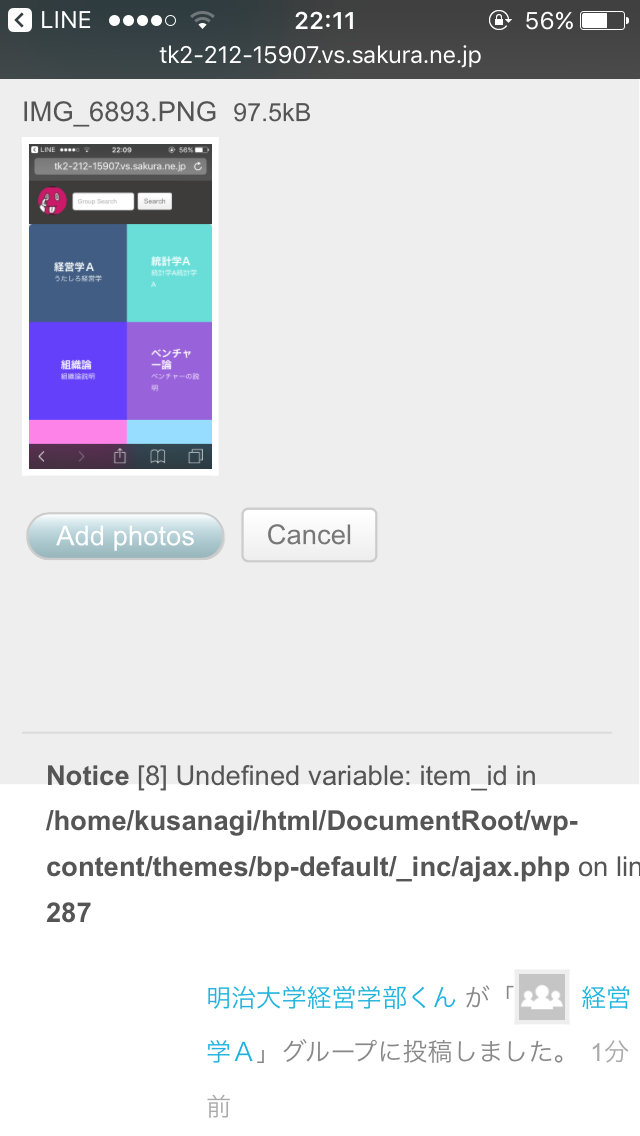 LINE 22:11 56%
tk2-212-15907.vs.sakura.ne.jp
IMG_6893.PNG 97.5kB
LINE 22:09 56%
tk2-212-15907.vs.sakura.ne.jp
Group Search Search
経営学A 統計学A
うたしろ経営学 統計学A統計学
A
組織論 ベンチャ
ー論
組織論説明 ベンチャーの説
明
Add photos Cancel
Notice [8] Undefined variable: item_id in
/home/kusanagi/html/DocumentRoot/wp-
content/themes/bp-default/_inc/ajax.php on lin
287
明治大学経営学部くん が「 経営
学A」グループに投稿しました。 1分
前